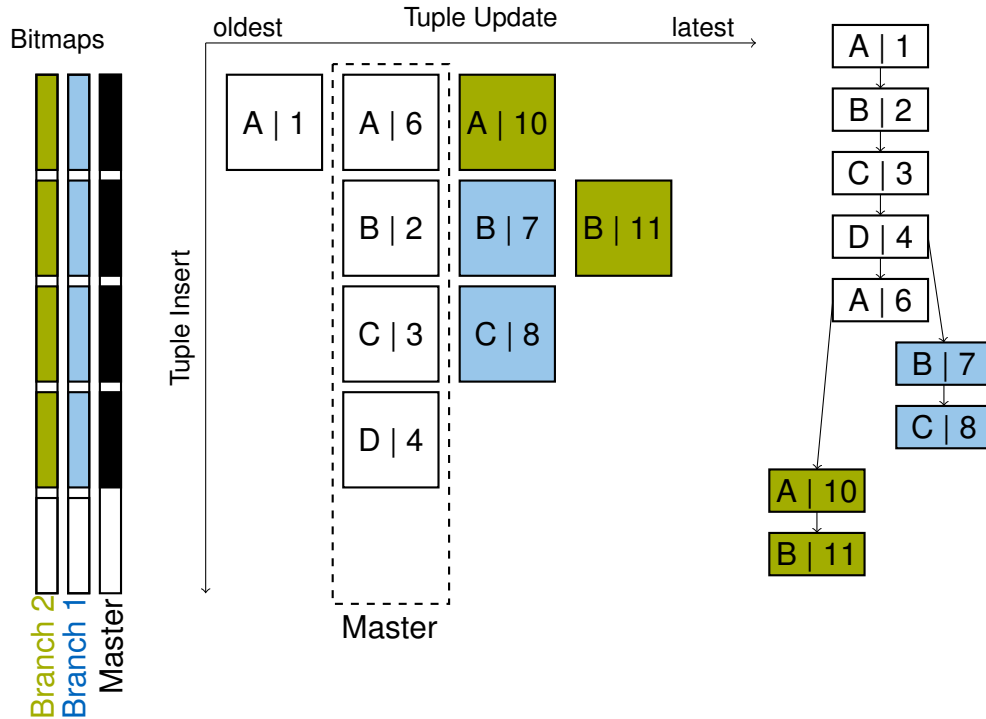 Tuple Update
oldest
latest
Bitmaps
Tuple Insert
A | 1
A | 6
A | 10
B | 2
B | 7
B | 11
C | 3
C | 8
D | 4
Master
Branch 2
Branch 1
Master
A | 1
B | 2
C | 3
D | 4
A | 6
B | 7
C | 8
A | 10
B | 11